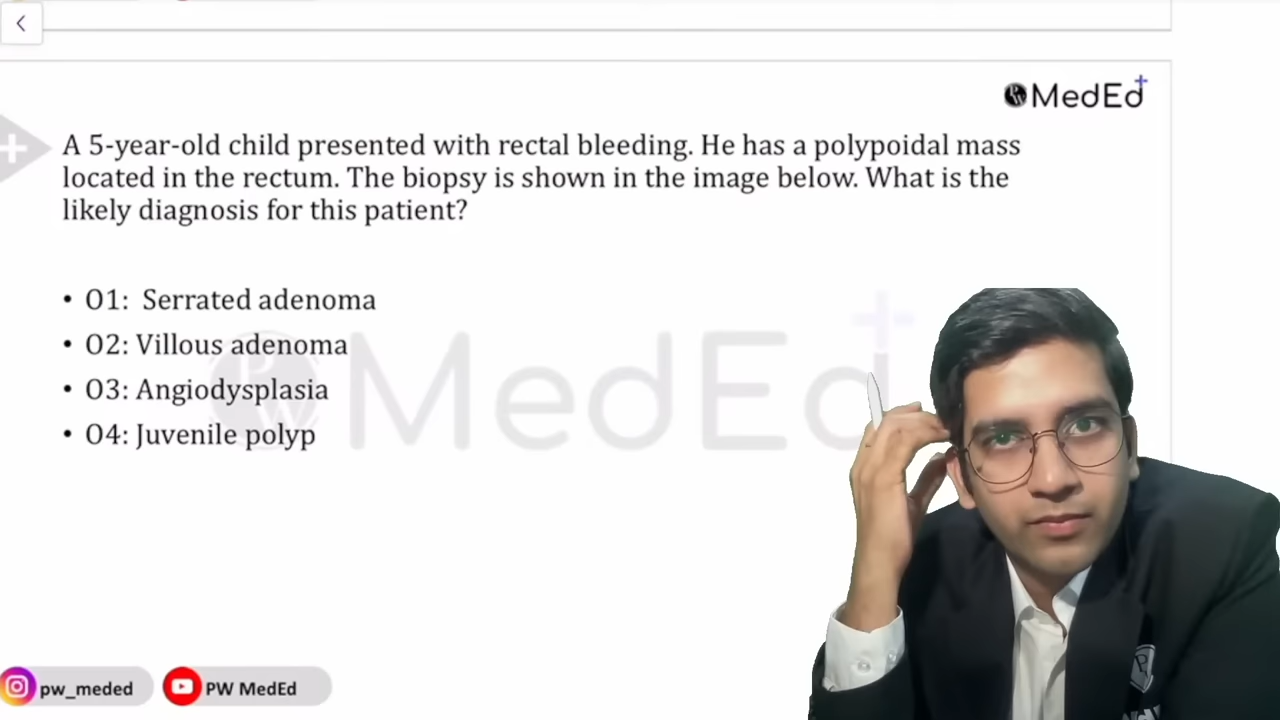 MedEd
A 5-year-old child presented with rectal bleeding. He has a polypoidal mass
located in the rectum. The biopsy is shown in the image below. What is the
likely diagnosis for this patient?
• O1:  Serrated adenoma
• O2: Villous adenoma
• O3: Angiodysplasia
• O4: Juvenile polyp
MedEd
pw_meded
PW MedEd